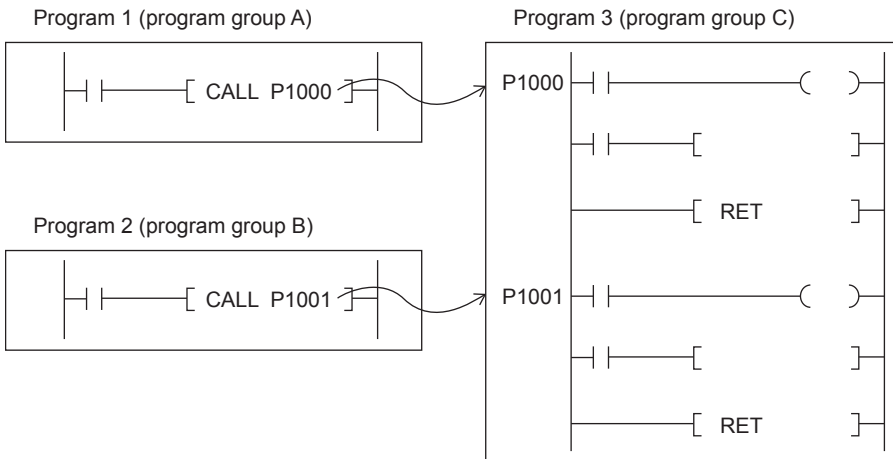 Program 1 (program group A)
CALL P1000
Program 2 (program group B)
CALL P1001
Program 3 (program group C)
P1000
RET
P1001
RET